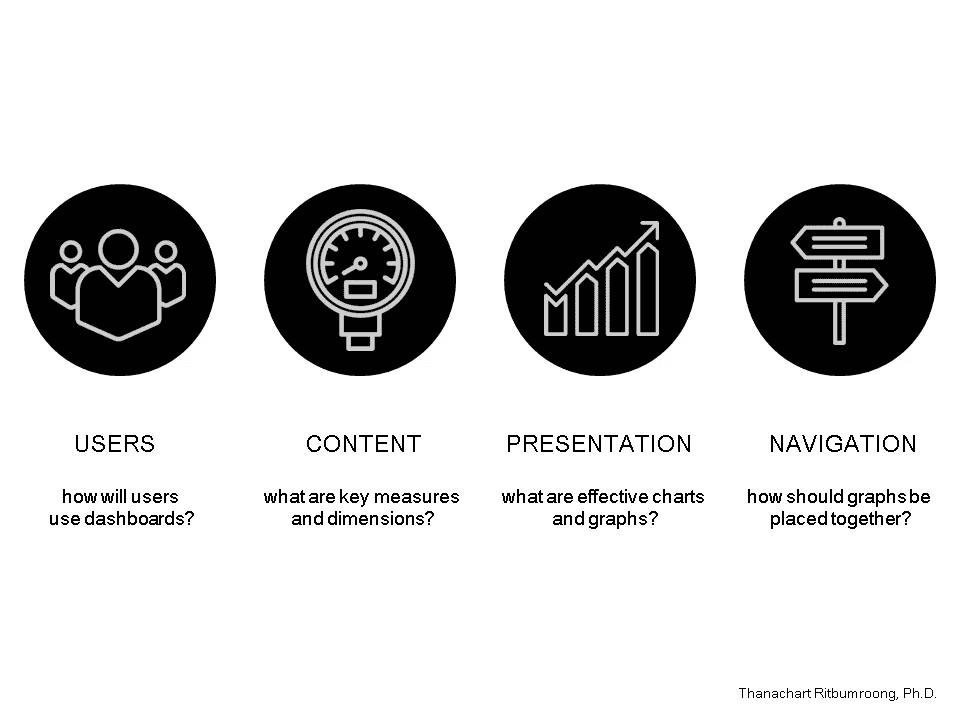 USERS
how will users
use dashboards?
CONTENT
what are key measures
and dimensions?
PRESENTATION
what are effective charts
and graphs?
NAVIGATION
how should graphs be
placed together?
Thanachart Ritbumroong, Ph.D.